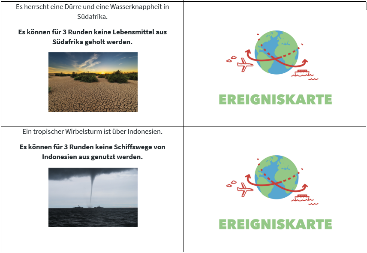 Es herrscht eine Dürre und eine Wasserknappheit in
Südafrika.
Es können für 3 Runden keine Lebensmittel aus
Südafrika geholt werden.
EREIGNISKARTE
Ein tropischer Wirbelsturm ist über Indonesien.
Es können für 3 Runden keine Schiffswege von
Indonesien aus genutzt werden.
EREIGNISKARTE